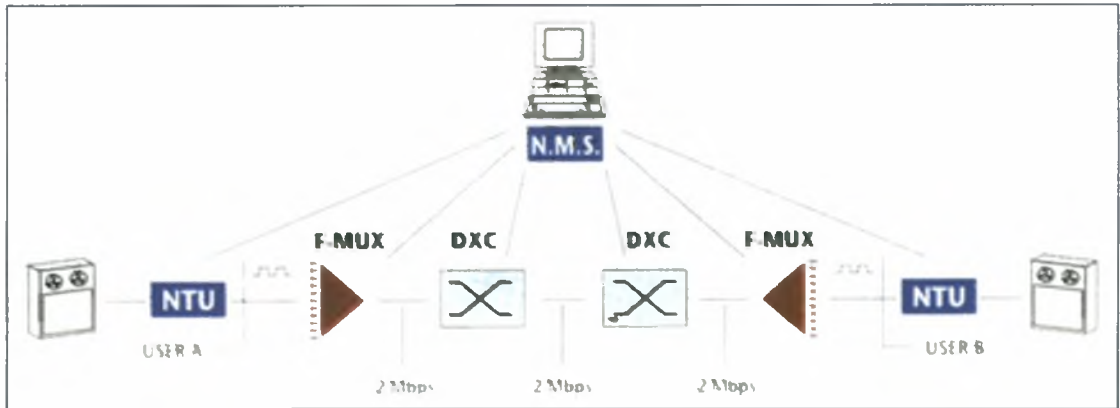 N.M.S.
F-MUX DXC DXC F-MUX
NTU NTU
USER A USER B
2 Mbps 2 Mbps 2 Mbps